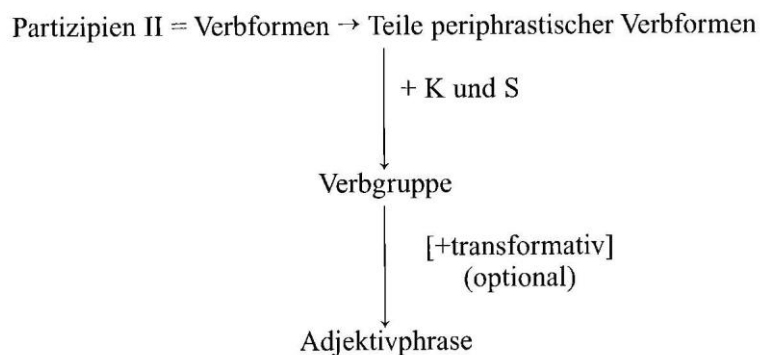 Partizipien II = Verbformen → Teile periphrastischer Verbformen
+ K und S
Verbgruppe
[+transformativ]
(optional)
Adjektivphrase